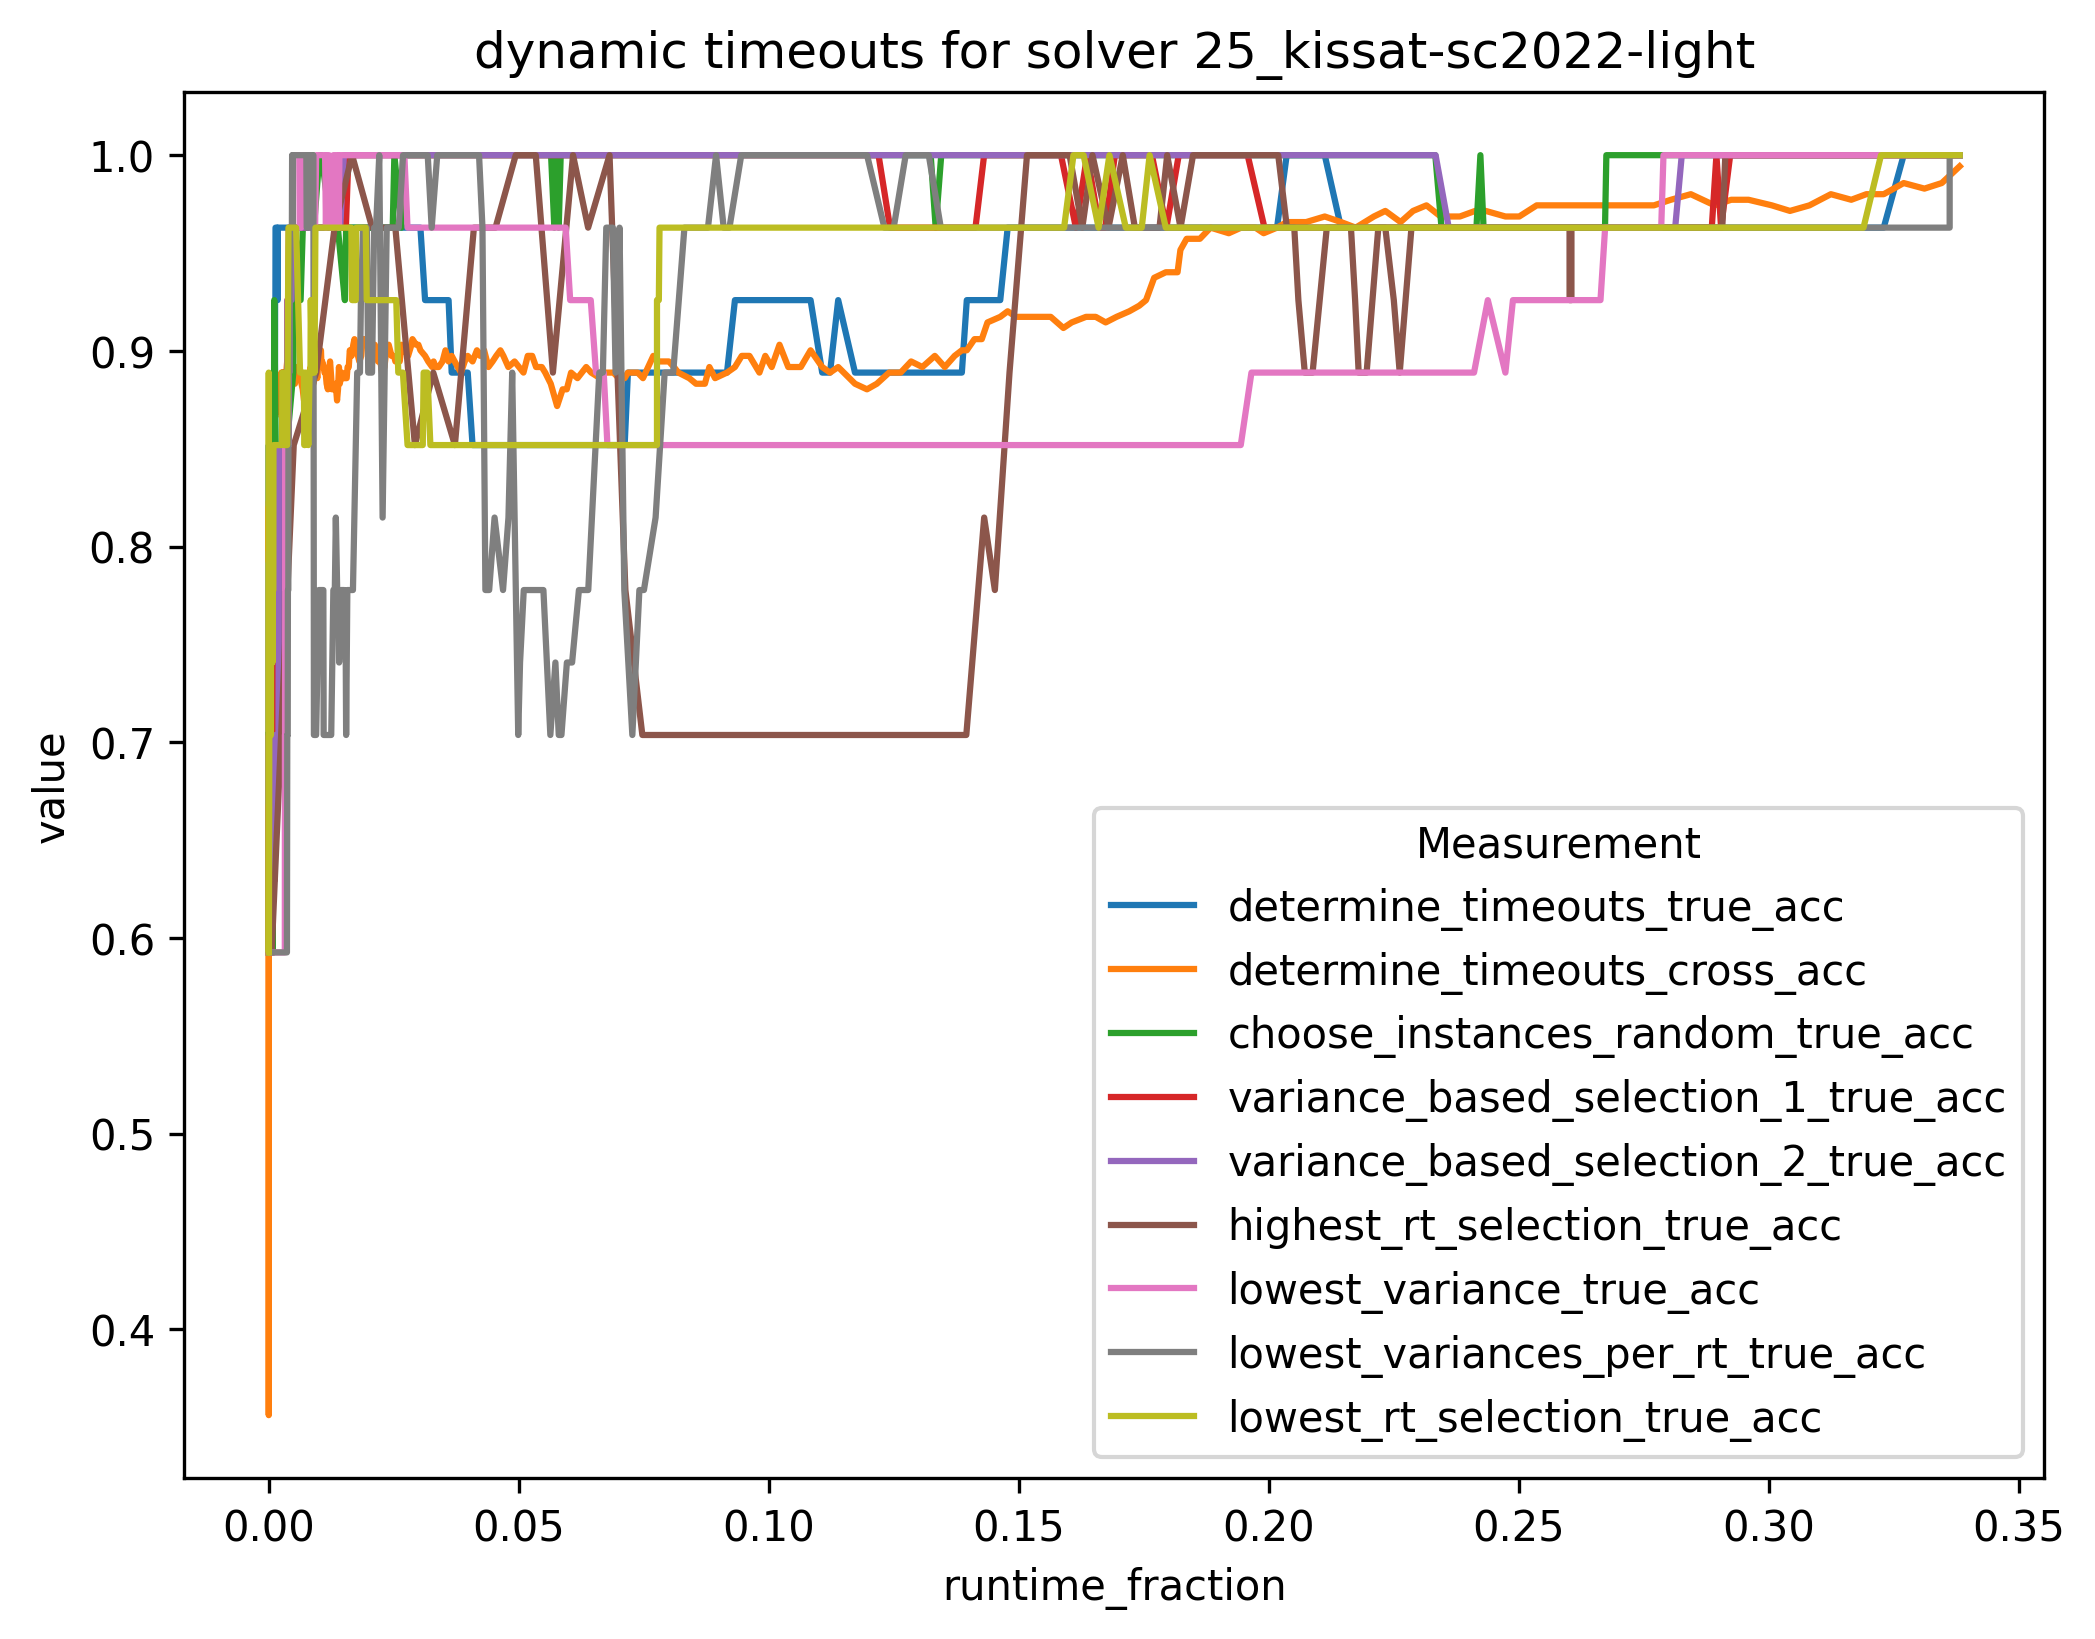 dynamic timeouts for solver 25_kissat-sc2022-light
1.0
0.9
0.8
0.7
0.6
0.5
0.4
value
0.00 0.05 0.10 0.15 0.20 0.25 0.30 0.35
runtime_fraction
Measurement
determine_timeouts_true_acc
determine_timeouts_cross_acc
choose_instances_random_true_acc
variance_based_selection_1_true_acc
variance_based_selection_2_true_acc
highest_rt_selection_true_acc
lowest_variance_true_acc
lowest_variances_per_rt_true_acc
lowest_rt_selection_true_acc